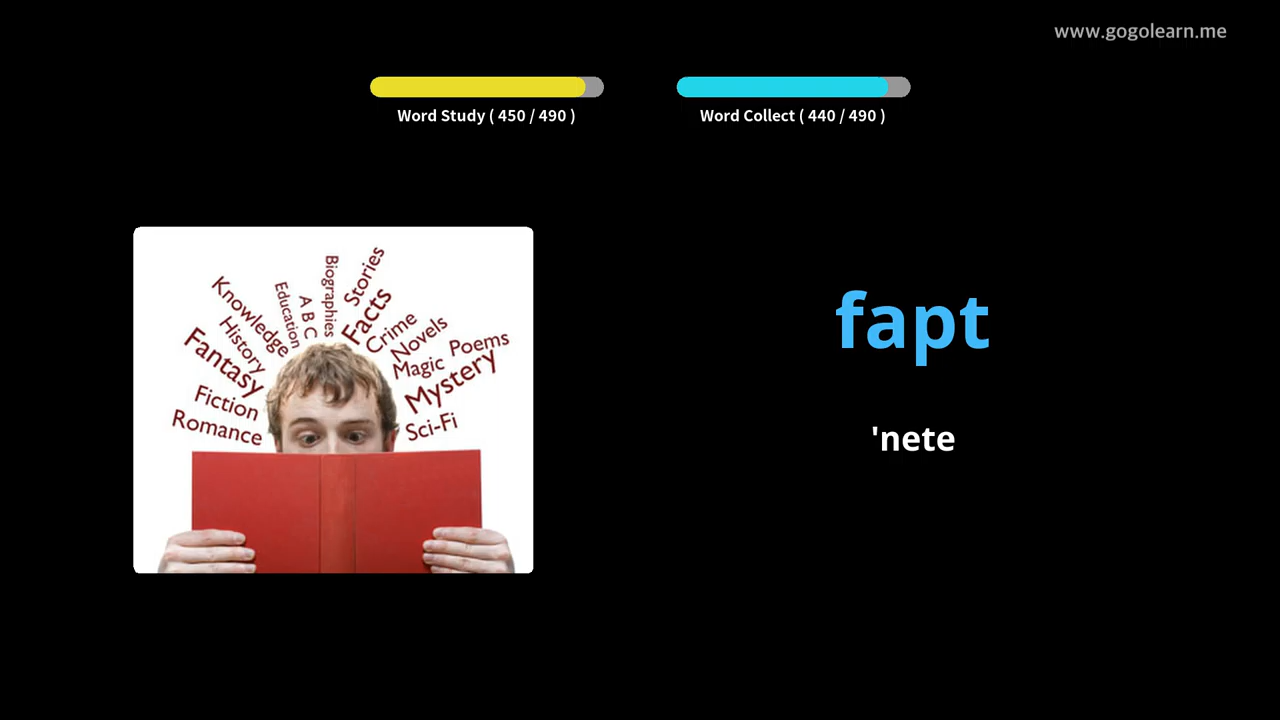 www.gogolearn.me
Word Study ( 450 / 490 )
Word Collect ( 440 / 490 )
Biographies
Stories
Facts
A B C
Education
Knowledge
History
Fantasy
Fiction
Romance
Crime
Novels
Magic
Poems
Mystery
Sci-Fi
fapt
'nete